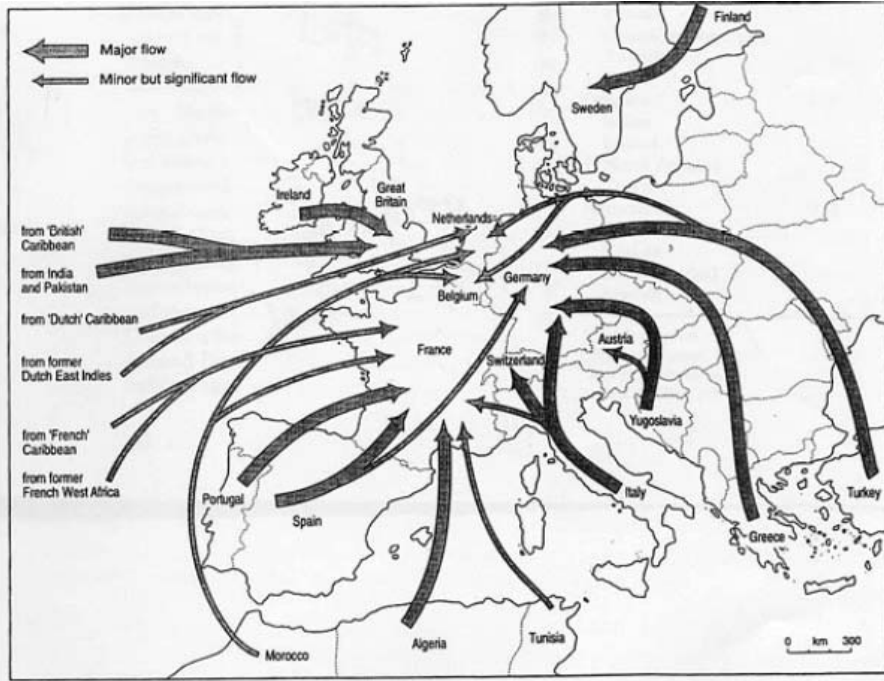 Major flow
Minor but significant flow
Finland
Sweden
Ireland
Great
Britain
Netherlands
from 'British'
Caribbean
from India
and Pakistan
Germany
Belgium
from 'Dutch' Caribbean
Austria
France
Switzerland
from former
Dutch East Indies
Yugoslavia
from 'French'
Caribbean
from former
French West Africa
Portugal
Spain
Italy
Turkey
Greece
Algeria
Tunisia
Morocco
0 km 300